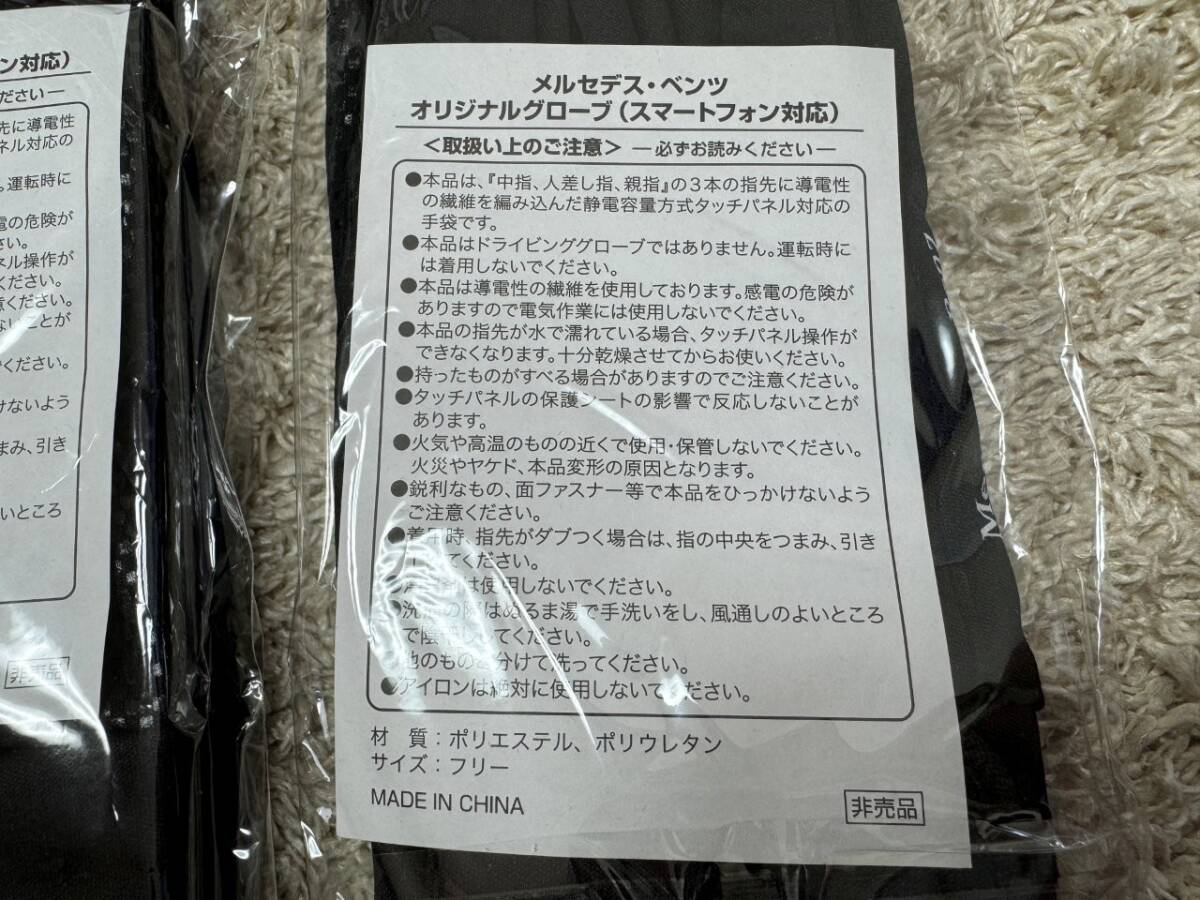 ン対応）
ださい―
先に導電性
ネル対応の
。運転時に
電の危険が
さい。
ネル操作が
ください。
意ください。
ないことが
ください。
けないよう
まみ、引き
よいところ
非売品
メルセデス・ベンツ
オリジナルグローブ（スマートフォン対応）
＜取扱い上のご注意＞ ―必ずお読みください―
●本品は、『中指、人差し指、親指』の3本の指先に導電性
の繊維を編み込んだ静電容量方式タッチパネル対応の
手袋です。
●本品はドライビンググローブではありません。運転時に
は着用しないでください。
●本品は導電性の繊維を使用しております。感電の危険が
ありますので電気作業には使用しないでください。
●本品の指先が水で濡れている場合、タッチパネル操作が
できなくなります。十分乾燥させてからお使いください。
●持ったものがすべる場合がありますのでご注意ください。
●タッチパネルの保護シートの影響で反応しないことが
あります。
●火気や高温のものの近くで使用・保管しないでください。
火災やヤケド、本品変形の原因となります。
●鋭利なもの、面ファスナー等で本品をひっかけないよう
ご注意ください。
●着用時、指先がダブつく場合は、指の中央をつまみ、引き
てください。
は使用しないでください。
●洗濯の際はぬるま湯で手洗いをし、風通しのよいところ
で陰干ししてください。
●他のものと分けて洗ってください。
●アイロンは絶対に使用しないでください。
材 質：ポリエステル、ポリウレタン
サイズ：フリー
MADE IN CHINA
非売品